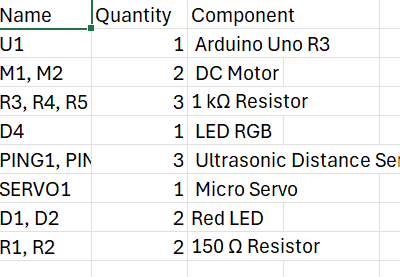 Name Quantity Component
U1 1 Arduino Uno R3
M1, M2 2 DC Motor
R3, R4, R5 3 1 kΩ Resistor
D4 1 LED RGB
PING1, PIN 3 Ultrasonic Distance Se
SERVO1 1 Micro Servo
D1, D2 2 Red LED
R1, R2 2 150 Ω Resistor